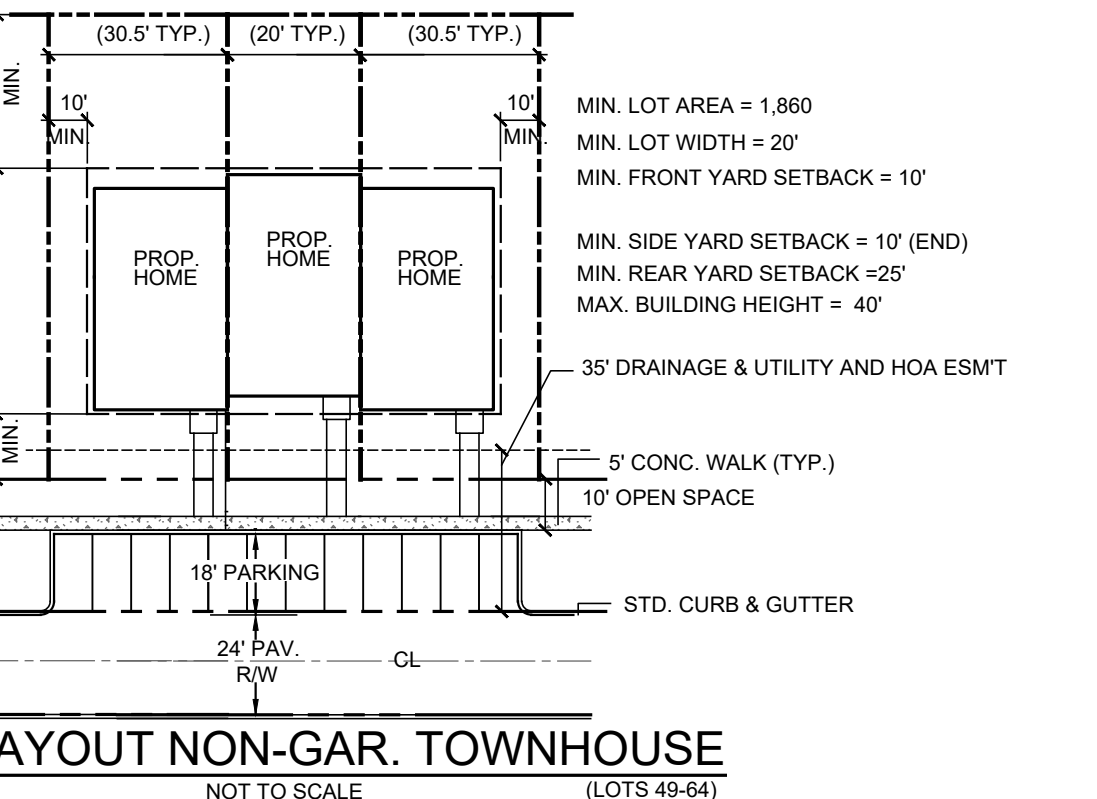 (30.5' TYP.) (20' TYP.) (30.5' TYP.)
MIN.
10'
MIN.
10'
MIN.
MIN. LOT AREA = 1,860
MIN. LOT WIDTH = 20'
MIN. FRONT YARD SETBACK = 10'
MIN. SIDE YARD SETBACK = 10' (END)
MIN. REAR YARD SETBACK =25'
MAX. BUILDING HEIGHT = 40'
PROP.
HOME
PROP.
HOME
PROP.
HOME
35' DRAINAGE & UTILITY AND HOA ESM'T
MIN.
5' CONC. WALK (TYP.)
10' OPEN SPACE
18' PARKING
STD. CURB & GUTTER
24' PAV.
R/W
CL
AYOUT NON-GAR. TOWNHOUSE
NOT TO SCALE (LOTS 49-64)